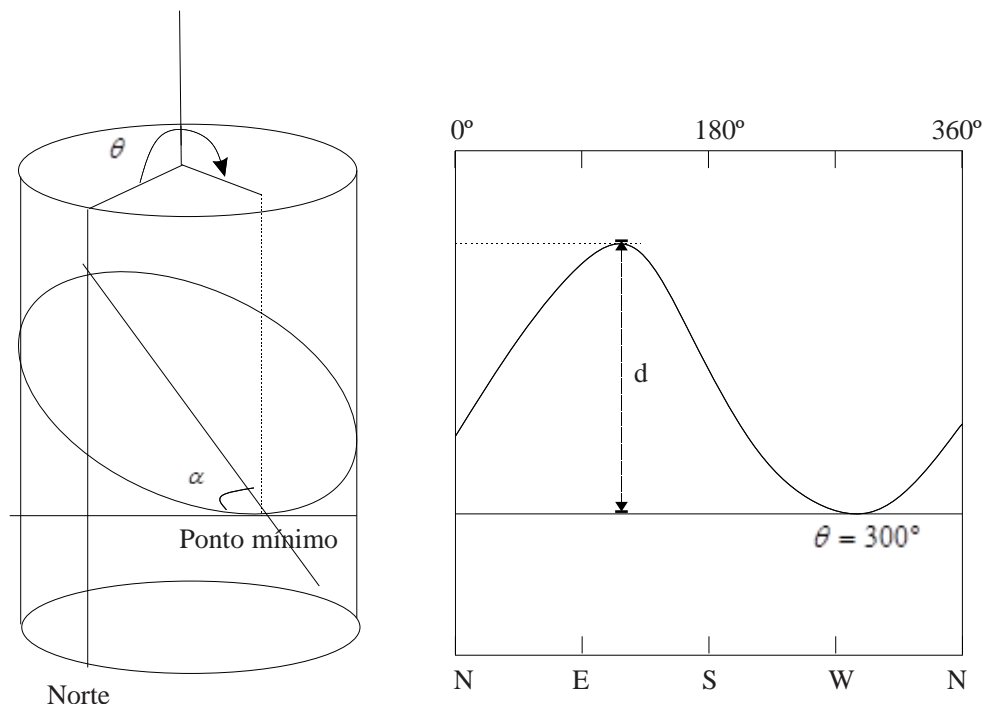 θ
α
Ponto mínimo
Norte
0º 180º 360º
d
θ = 300°
N E S W N